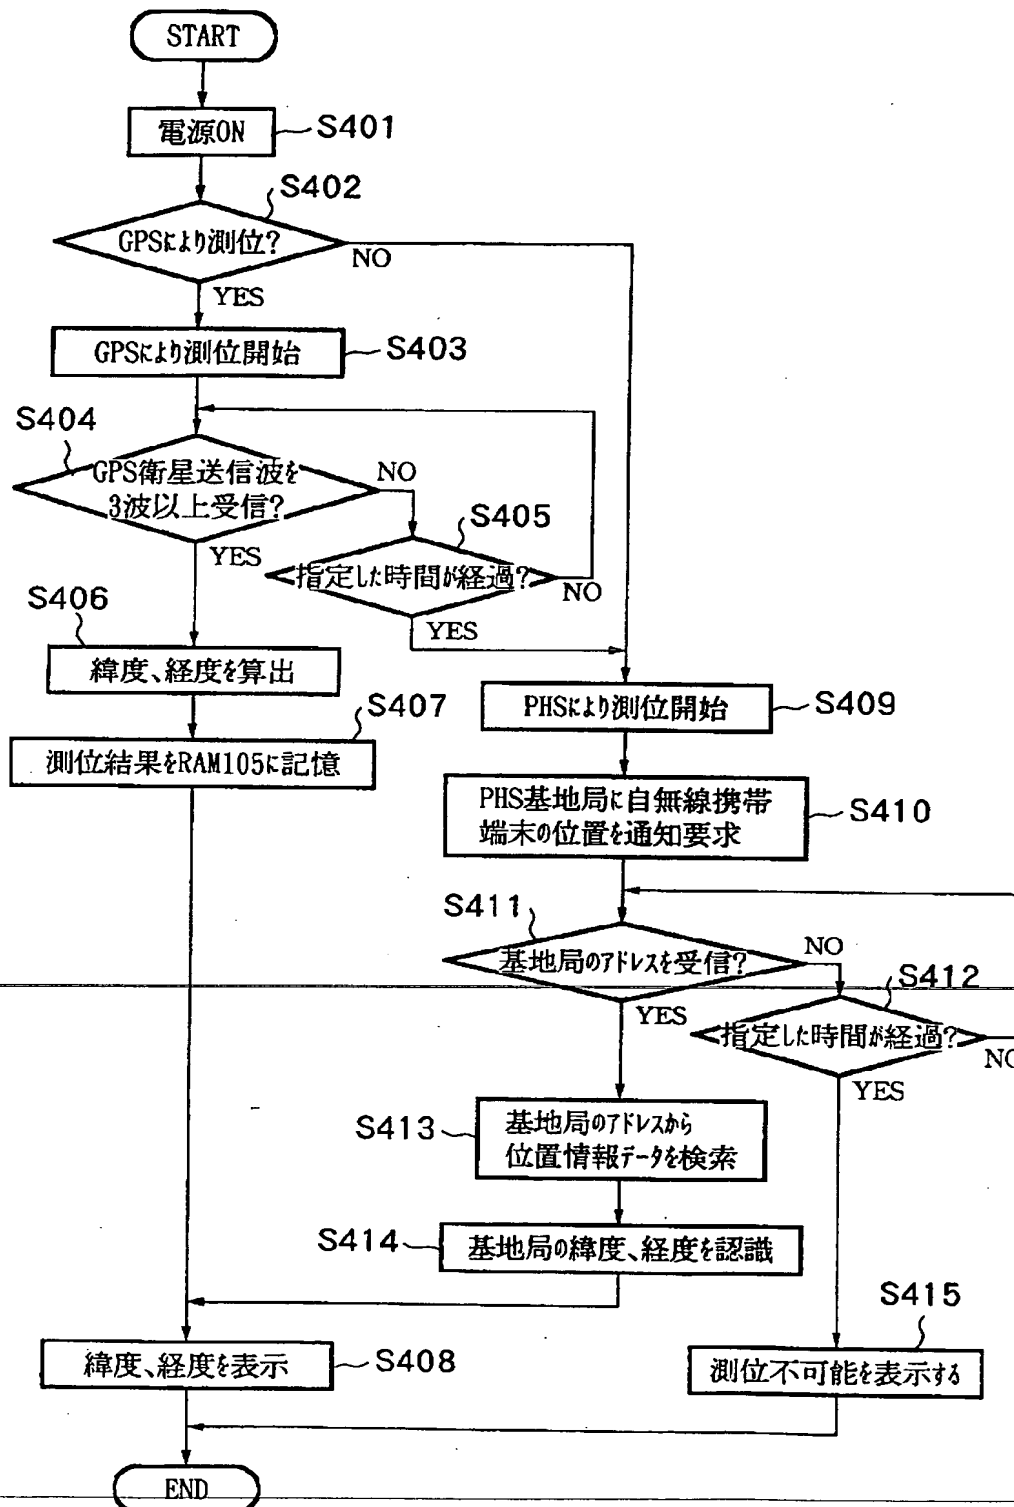 START
電源ON
S401
S402
GPSにより測位?
NO
YES
GPSにより測位開始
S403
S404
GPS衛星送信波を
3波以上受信?
NO
YES
S405
指定した時間が経過?
NO
YES
S406
緯度、経度を算出
S407
測位結果をRAM105に記憶
PHSにより測位開始
S409
PHS基地局に自無線携帯
端末の位置を通知要求
S410
S411
基地局のアドレスを受信?
NO
YES
S412
指定した時間が経過?
NO
YES
S413
基地局のアドレスから
位置情報データを検索
S414
基地局の緯度、経度を認識
緯度、経度を表示
S408
S415
測位不可能を表示する
END